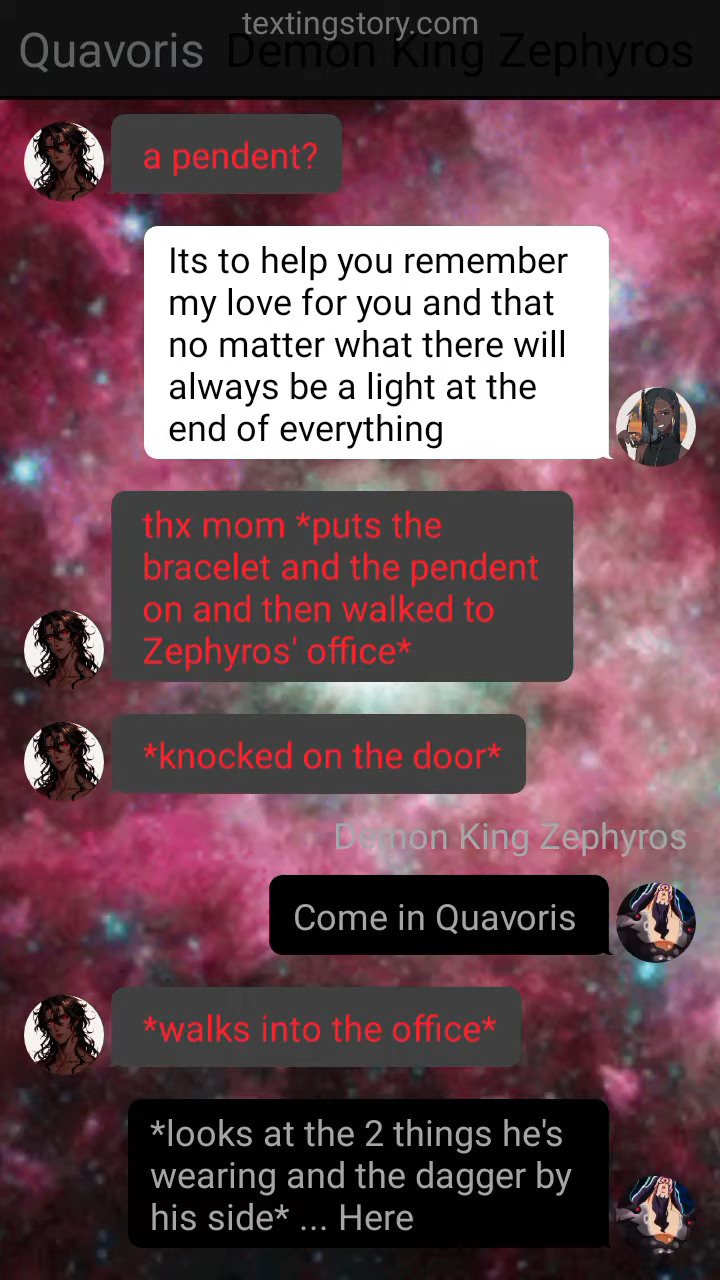 textingstory.com
Quavoris Demon King Zephyros
a pendent?
Its to help you remember
my love for you and that
no matter what there will
always be a light at the
end of everything
thx mom *puts the
bracelet and the pendent
on and then walked to
Zephyros' office*
*knocked on the door*
Demon King Zephyros
Come in Quavoris
*walks into the office*
*looks at the 2 things he's
wearing and the dagger by
his side* ... Here